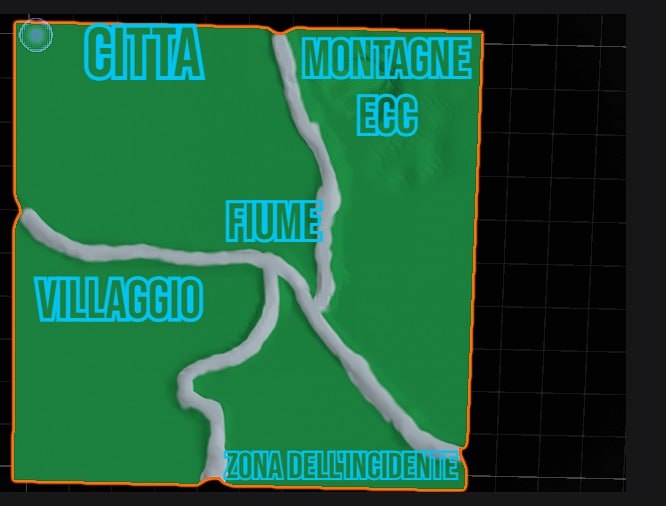 CITTA
MONTAGNE
ECC
FIUME
VILLAGGIO
ZONA DELL'INCIDENTE